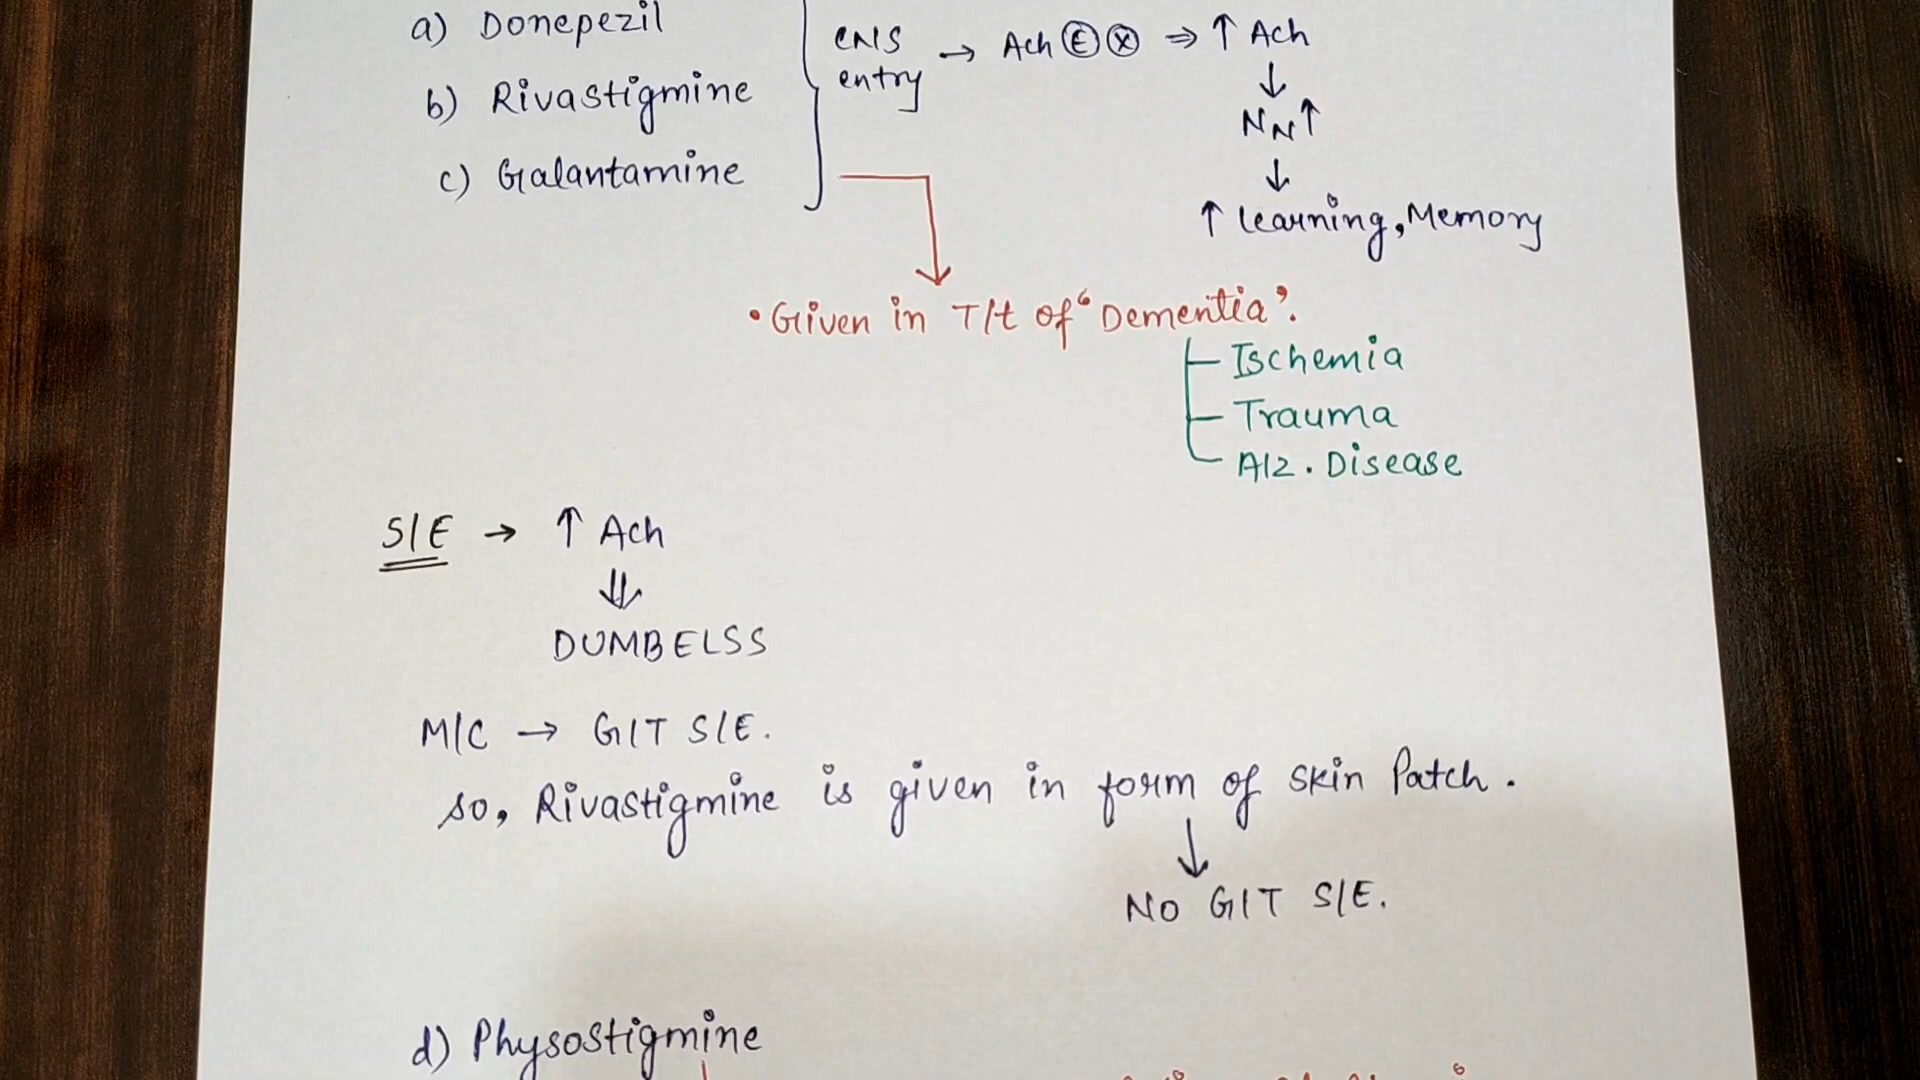 a) Donepezil
b) Rivastigmine
c) Galantamine
CNS entry → Ach Ⓔ ⓧ ⇒ ↑ Ach
↓
NN↑
↓
↑ learning, Memory
• Given in T/t of "Dementia".
Ischemia
Trauma
Alz. Disease
S/E → ↑ Ach
⇓
DUMBELSS
M/C → GIT S/E.
so, Rivastigmine is given in form of skin Patch.
↓
NO GIT S/E.
d) Physostigmine